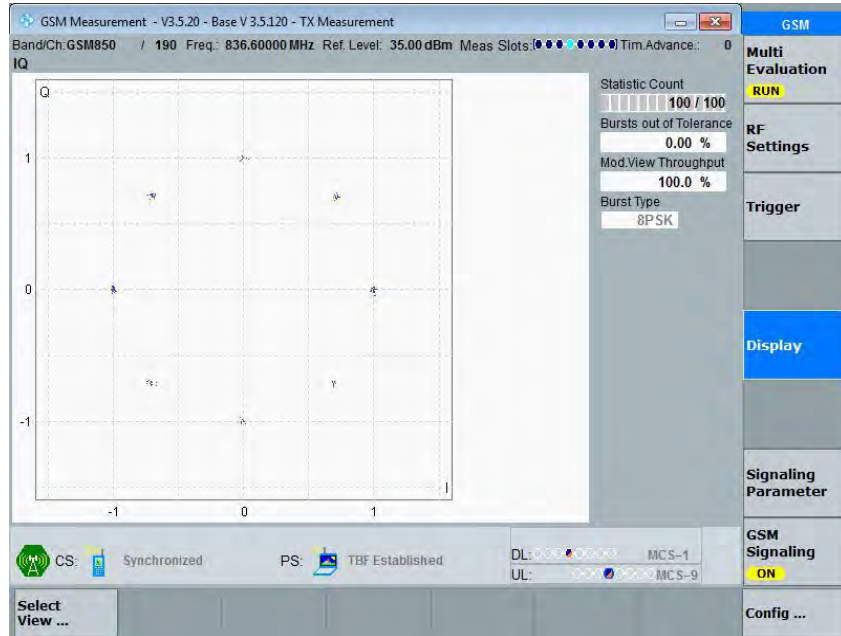 GSM Measurement - V3.5.20 - Base V 3.5.120 - TX Measurement
GSM
Band/Ch: GSM850 / 190 Freq.: 836.60000 MHz Ref. Level: 35.00 dBm Meas Slots: Tim.Advance.: 0
IQ
Multi
Evaluation
RUN
Q
Statistic Count
100 / 100
Bursts out of Tolerance
0.00 %
RF
Settings
1
Mod.View Throughput
100.0 %
Burst Type
8PSK
Trigger
0
Display
-1
I
-1 0 1
Signaling
Parameter
GSM
Signaling
ON
CS: Synchronized PS: TBF Established DL: MCS-1
UL: MCS-9
Select
View ...
Config ...